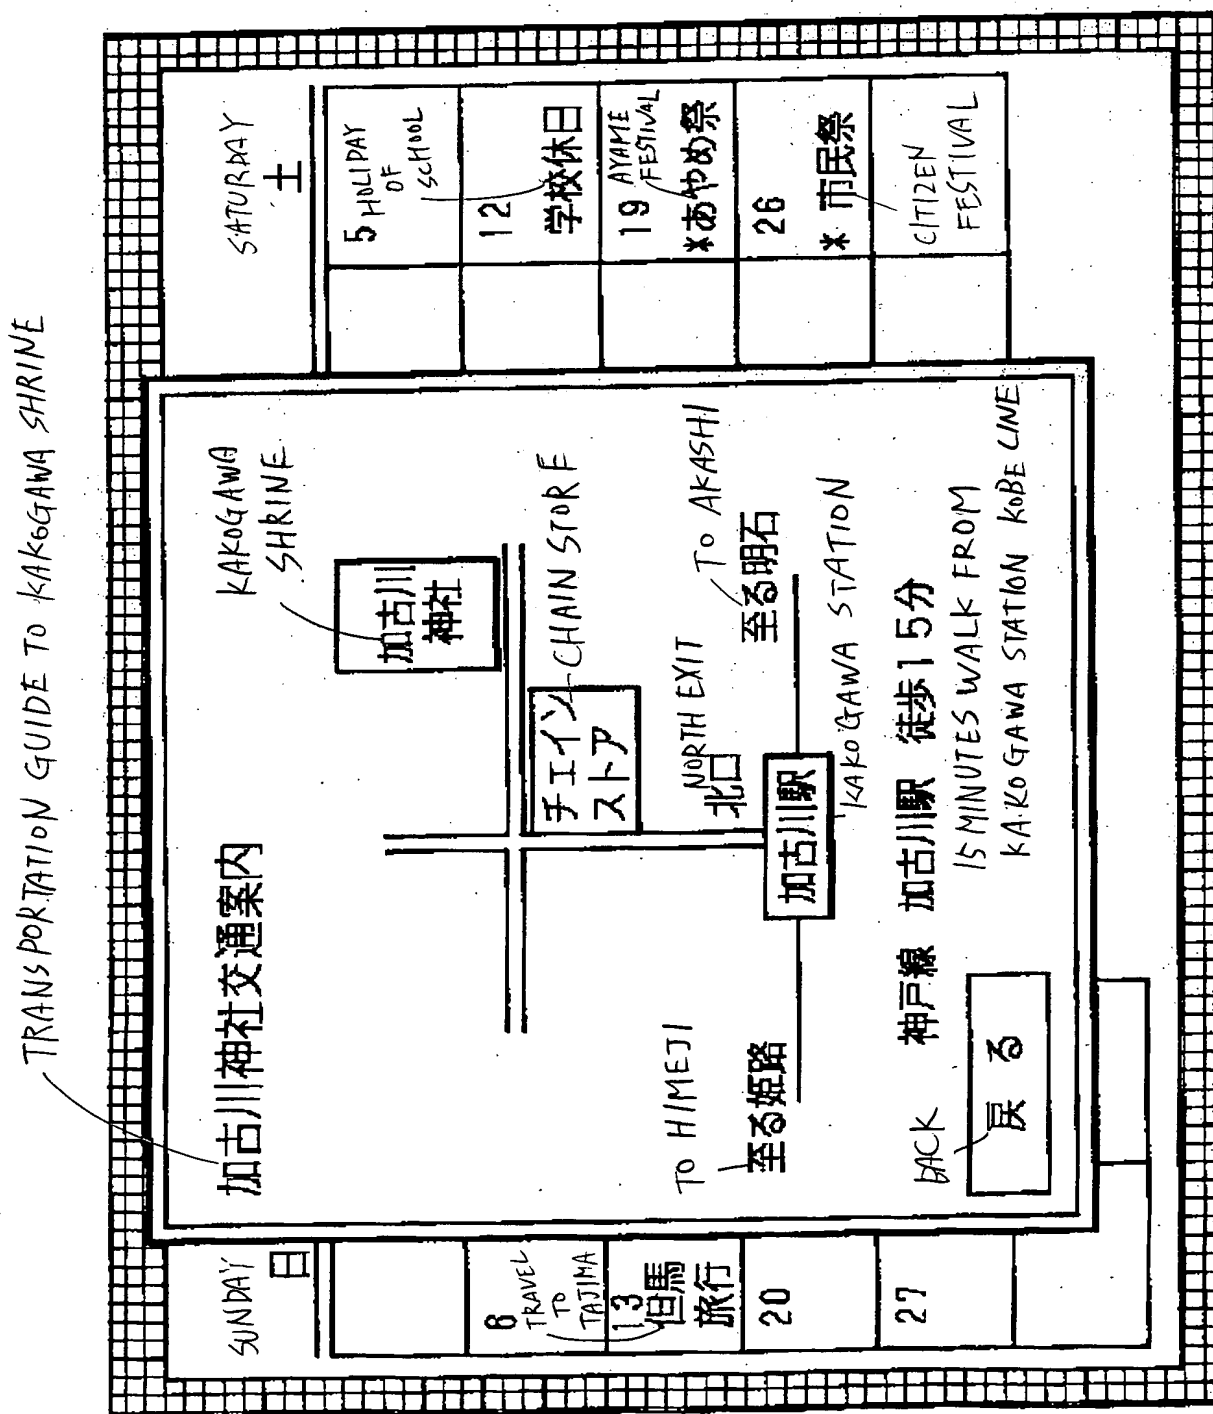 TRANSPORTATION GUIDE TO KAKOGAWA SHRINE
SUNDAY
日
SATURDAY
土
加古川神社交通案内
KAKOGAWA
SHRINE
加古川
神社
5
HOLIDAY
OF
SCHOOL
6
TRAVEL
TO
TAJIMA
12
学校休日
13
但馬
旅行
チェイン
ストア
CHAIN STORE
19
AYAME
FESTIVAL
*あやめ祭
20
NORTH EXIT
北口
TO HIMEJI
至る姫路
TO AKASHI
至る明石
加古川駅
KAKOGAWA STATION
26
* 市民祭
27
CITIZEN
FESTIVAL
神戸線 加古川駅 徒歩15分
15 MINUTES WALK FROM
KAKOGAWA STATION KOBE LINE
BACK
戻る